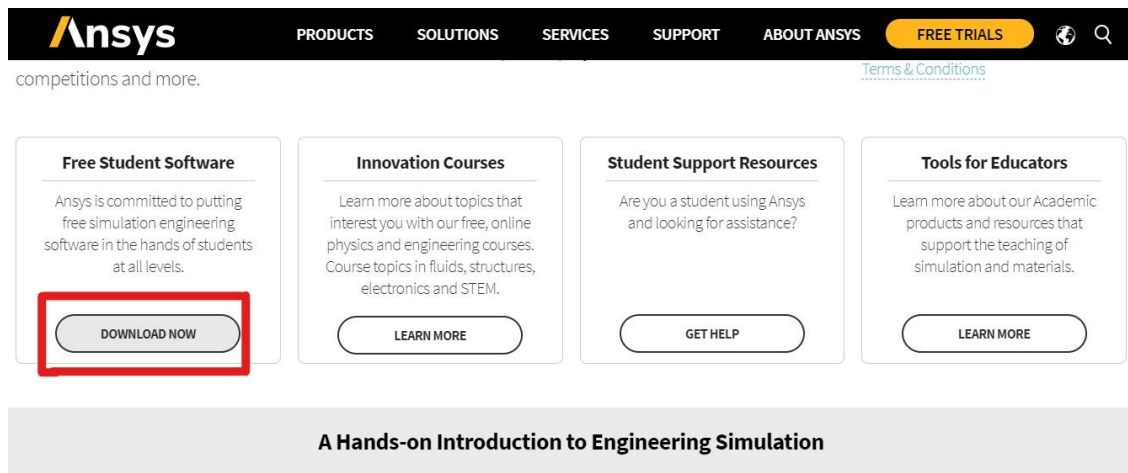 Ansys
PRODUCTS SOLUTIONS SERVICES SUPPORT ABOUT ANSYS FREE TRIALS
competitions and more.
Terms & Conditions
Free Student Software
Ansys is committed to putting
free simulation engineering
software in the hands of students
at all levels.
DOWNLOAD NOW
Innovation Courses
Learn more about topics that
interest you with our free, online
physics and engineering courses.
Course topics in fluids, structures,
electronics and STEM.
LEARN MORE
Student Support Resources
Are you a student using Ansys
and looking for assistance?
GET HELP
Tools for Educators
Learn more about our Academic
products and resources that
support the teaching of
simulation and materials.
LEARN MORE
A Hands-on Introduction to Engineering Simulation